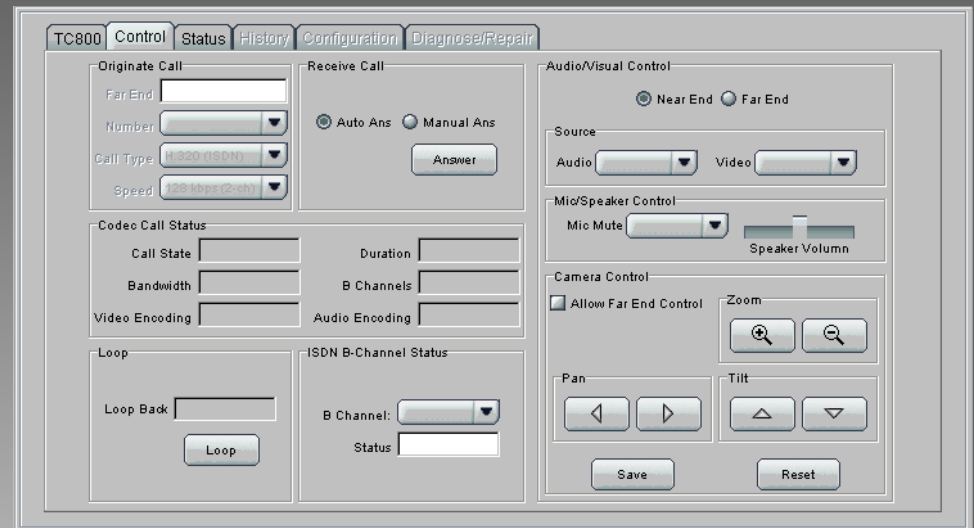 TC800 Control Status History Configuration Diagnose/Repair
Originate Call
Far End
Number
Call Type H.320 (ISDN)
Speed 128 kbps (2-ch)
Receive Call
Auto Ans Manual Ans
Answer
Codec Call Status
Call State Duration
Bandwidth B Channels
Video Encoding Audio Encoding
Loop
Loop Back
Loop
ISDN B-Channel Status
B Channel:
Status
Audio/Visual Control
Near End Far End
Source
Audio Video
Mic/Speaker Control
Mic Mute
Speaker Volumn
Camera Control
Allow Far End Control
Zoom
Pan
Tilt
Save Reset